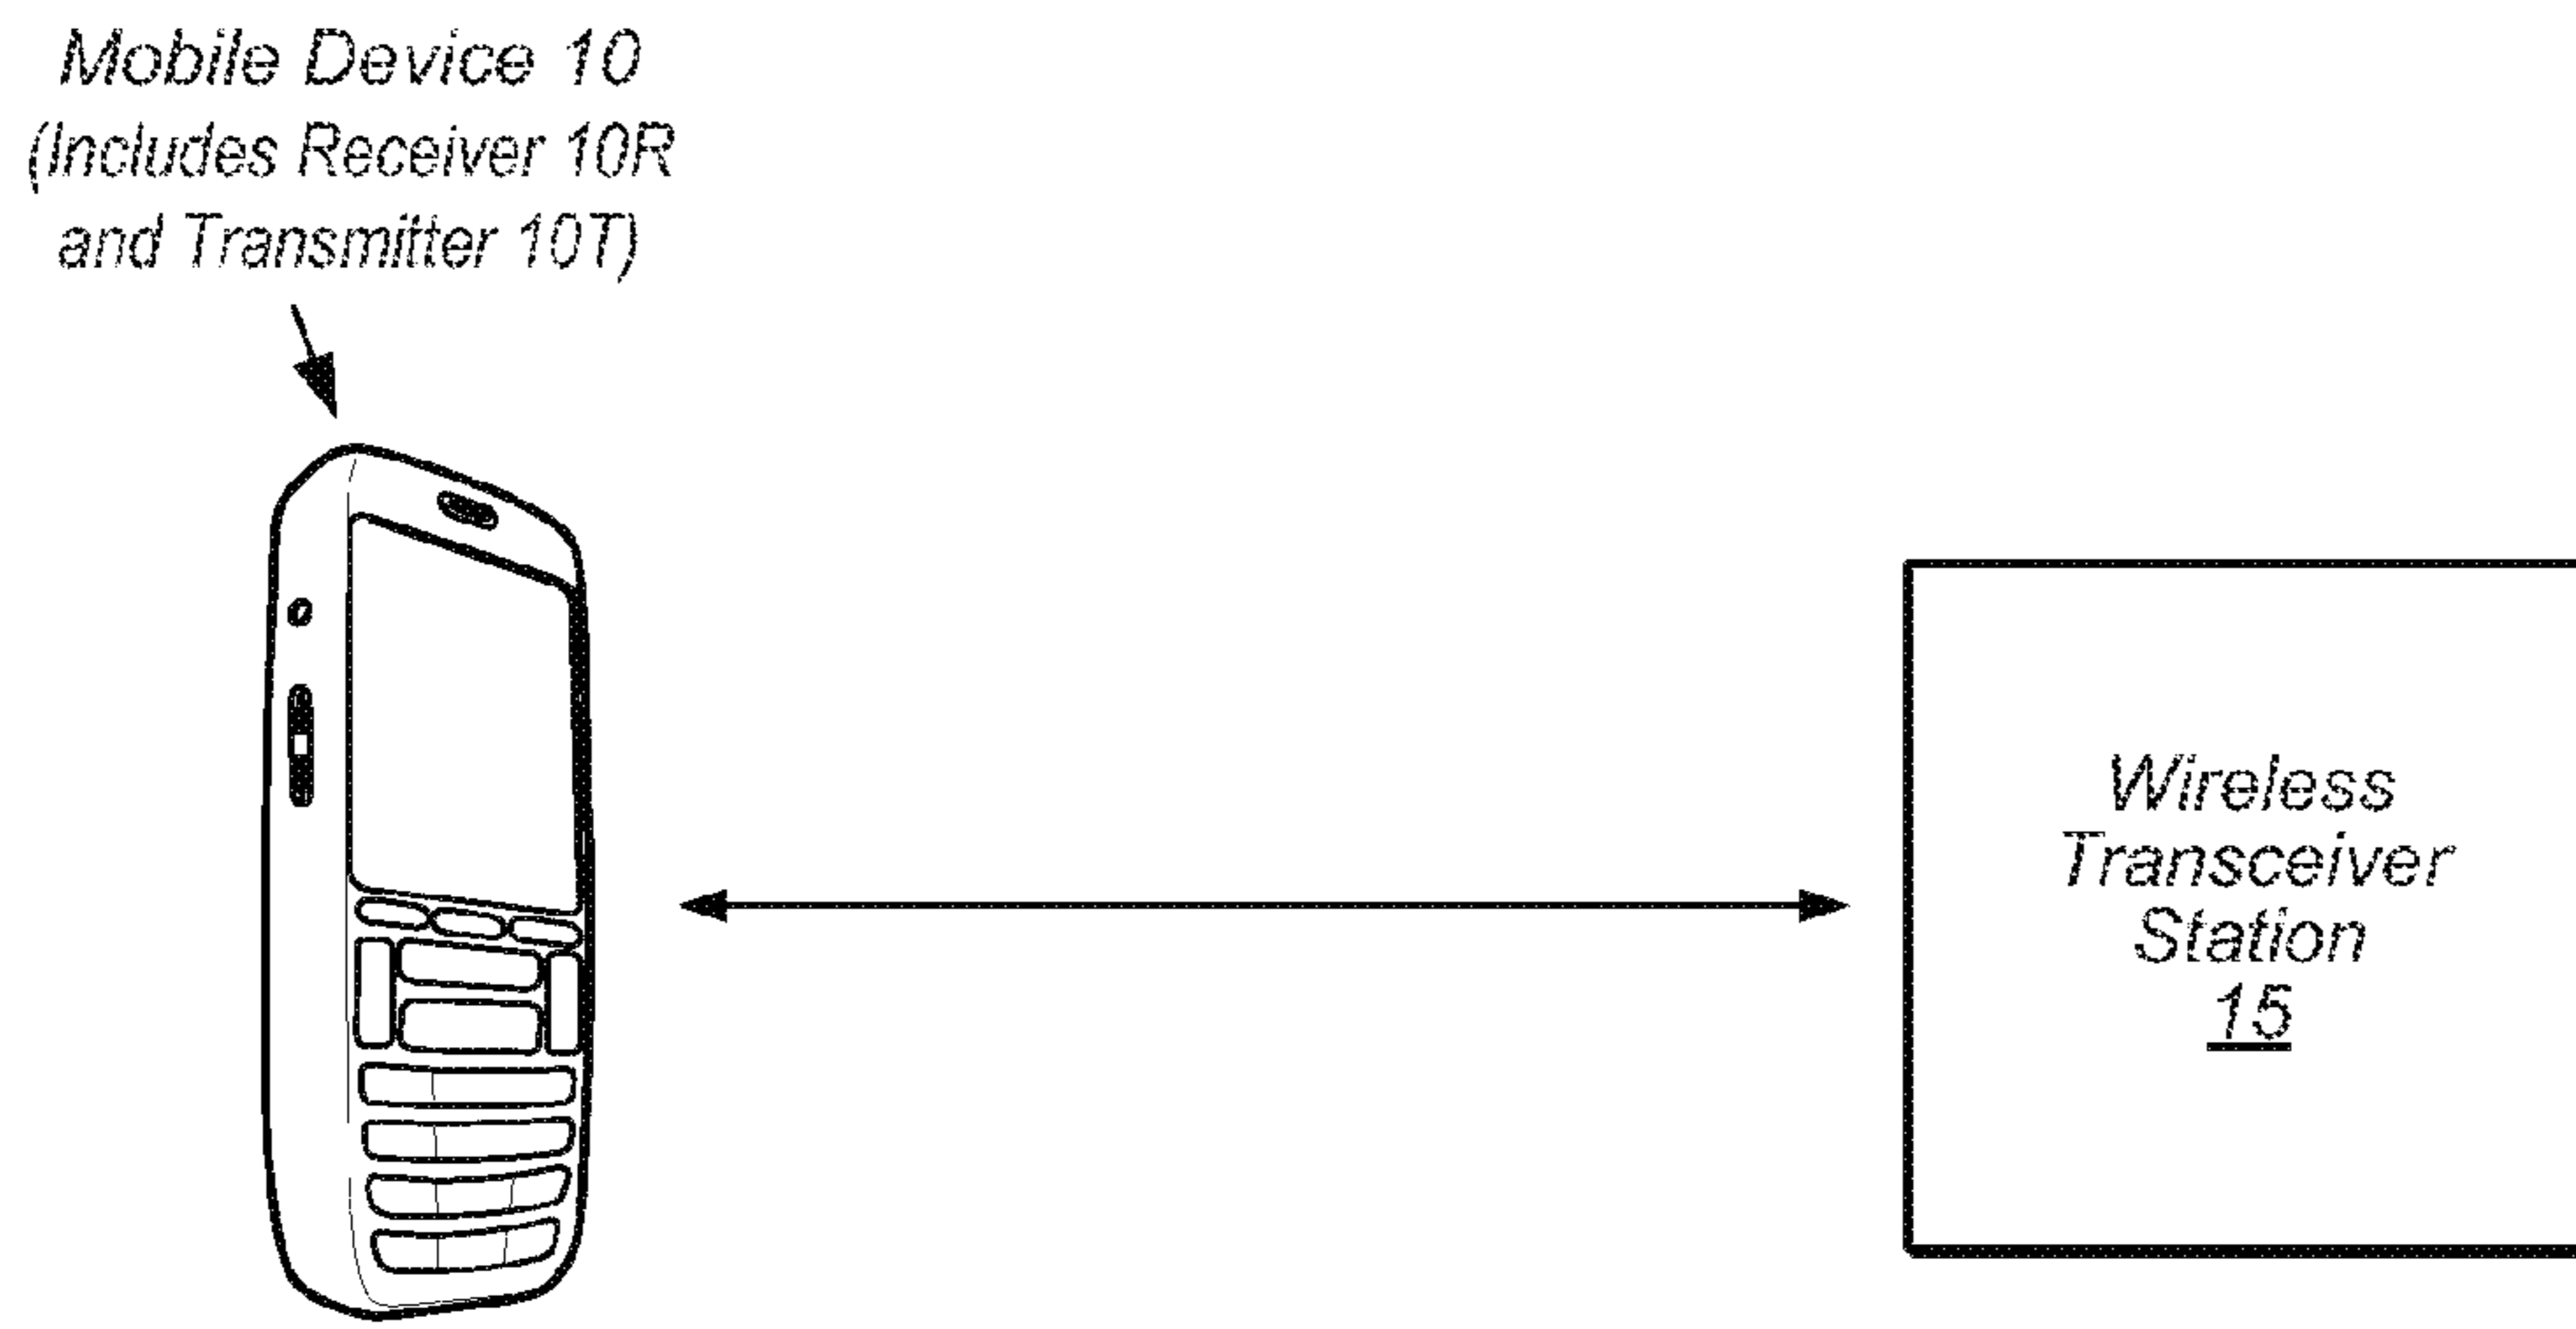 Mobile Device 10
(Includes Receiver 10R
and Transmitter 10T)
Wireless
Transceiver
Station
15